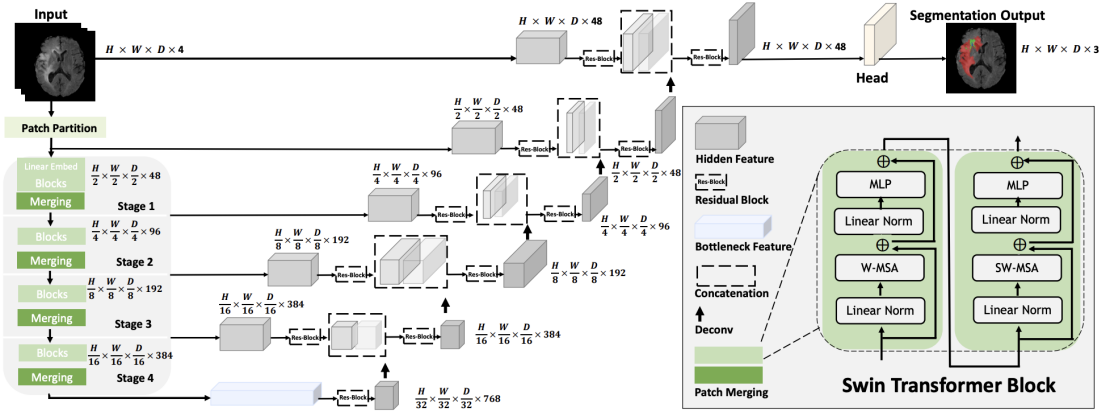 Input
H × W × D × 4
H × W × D × 48
Res-Block
Res-Block
H × W × D × 48
Head
Segmentation Output
H × W × D × 3
Patch Partition
H/2 × W/2 × D/2 × 48
Res-Block
Res-Block
H/2 × W/2 × D/2 × 48
Linear Embed
Blocks
H/2 × W/2 × D/2 × 48
Merging
Stage 1
H/4 × W/4 × D/4 × 96
Res-Block
Res-Block
H/4 × W/4 × D/4 × 96
Blocks
H/4 × W/4 × D/4 × 96
Merging
Stage 2
H/8 × W/8 × D/8 × 192
Res-Block
Res-Block
H/8 × W/8 × D/8 × 192
Blocks
H/8 × W/8 × D/8 × 192
Merging
Stage 3
H/16 × W/16 × D/16 × 384
Res-Block
Res-Block
H/16 × W/16 × D/16 × 384
Blocks
H/16 × W/16 × D/16 × 384
Merging
Stage 4
Res-Block
H/32 × W/32 × D/32 × 768
Hidden Feature
Res-Block
Residual Block
Bottleneck Feature
Concatenation
Deconv
Patch Merging
MLP
Linear Norm
W-MSA
Linear Norm
MLP
Linear Norm
SW-MSA
Linear Norm
Swin Transformer Block